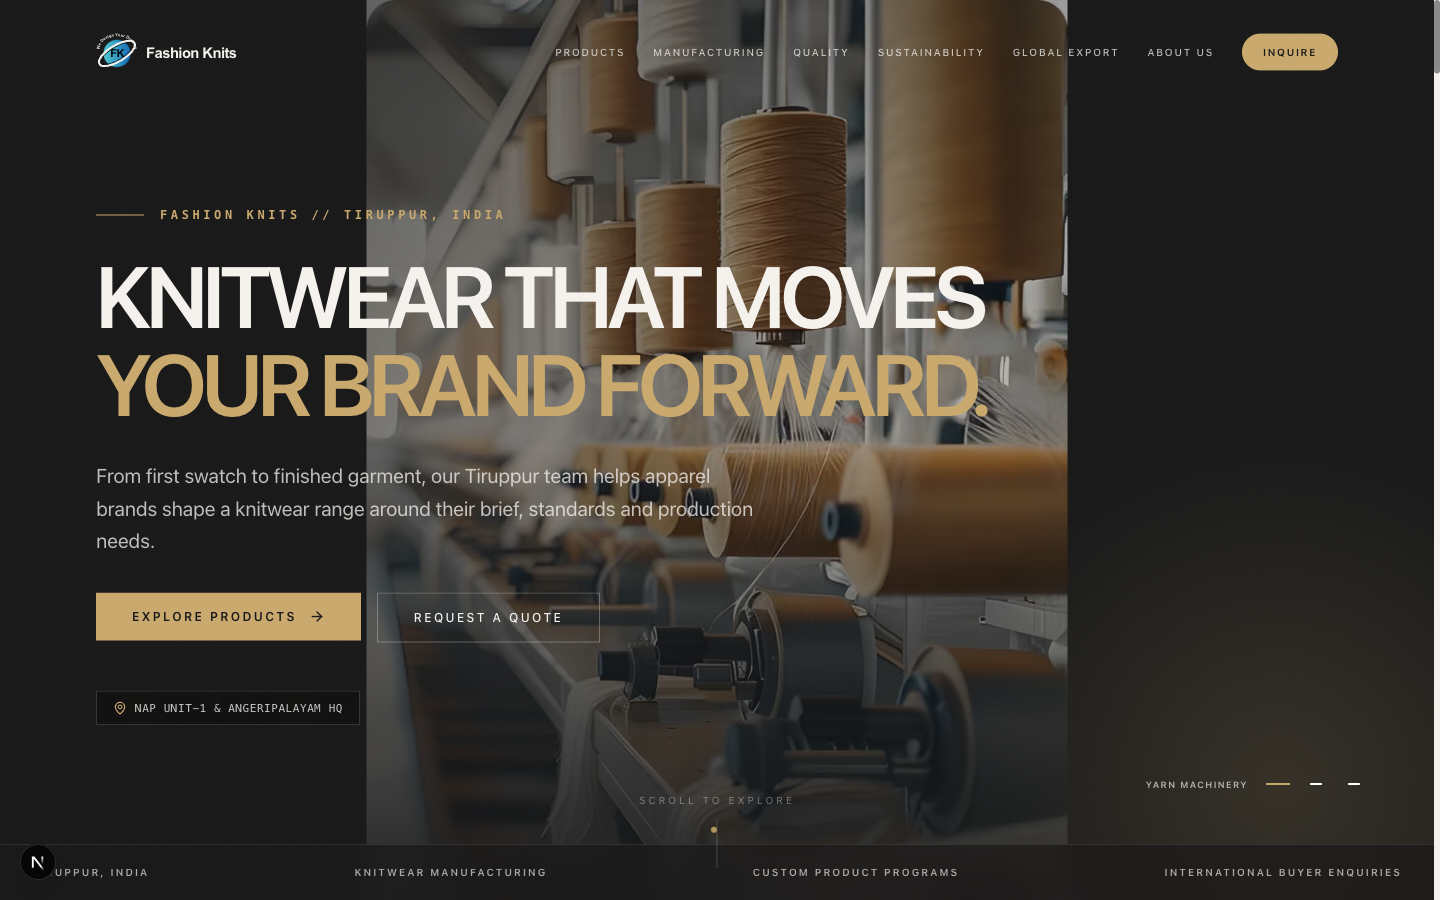 FK
Fashion Knits
PRODUCTS
MANUFACTURING
QUALITY
SUSTAINABILITY
GLOBAL EXPORT
ABOUT US
INQUIRE
FASHION KNITS // TIRUPPUR, INDIA
KNITWEAR THAT MOVES
YOUR BRAND FORWARD.
From first swatch to finished garment, our Tiruppur team helps apparel
brands shape a knitwear range around their brief, standards and production
needs.
EXPLORE PRODUCTS
REQUEST A QUOTE
NAP UNIT-1 & ANGERIPALAYAM HQ
YARN MACHINERY
SCROLL TO EXPLORE
N
UPPUR, INDIA
KNITWEAR MANUFACTURING
CUSTOM PRODUCT PROGRAMS
INTERNATIONAL BUYER ENQUIRIES